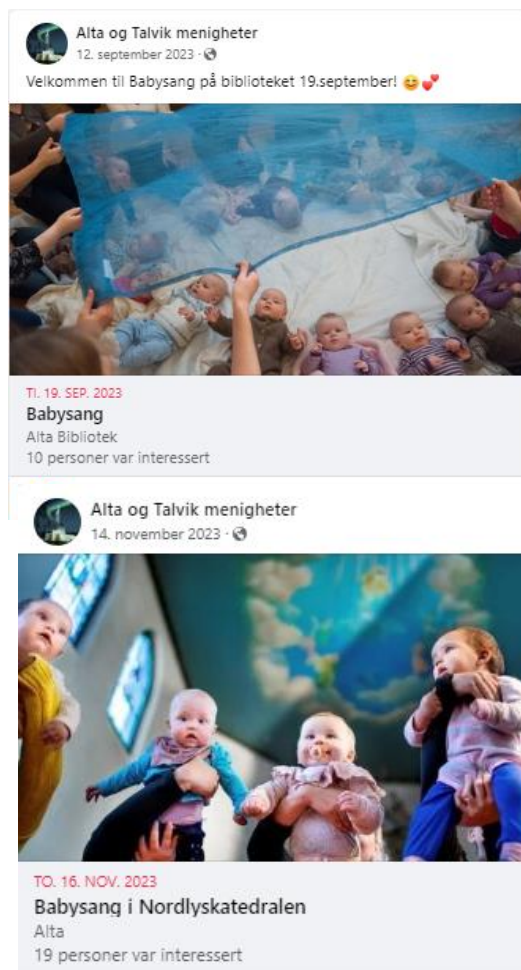 Alta og Talvik menigheter
12. september 2023 ·
Velkommen til Babysang på biblioteket 19.september! 😊💕
TI. 19. SEP. 2023
Babysang
Alta Bibliotek
10 personer var interessert
Alta og Talvik menigheter
14. november 2023 ·
TO. 16. NOV. 2023
Babysang i Nordlyskatedralen
Alta
19 personer var interessert